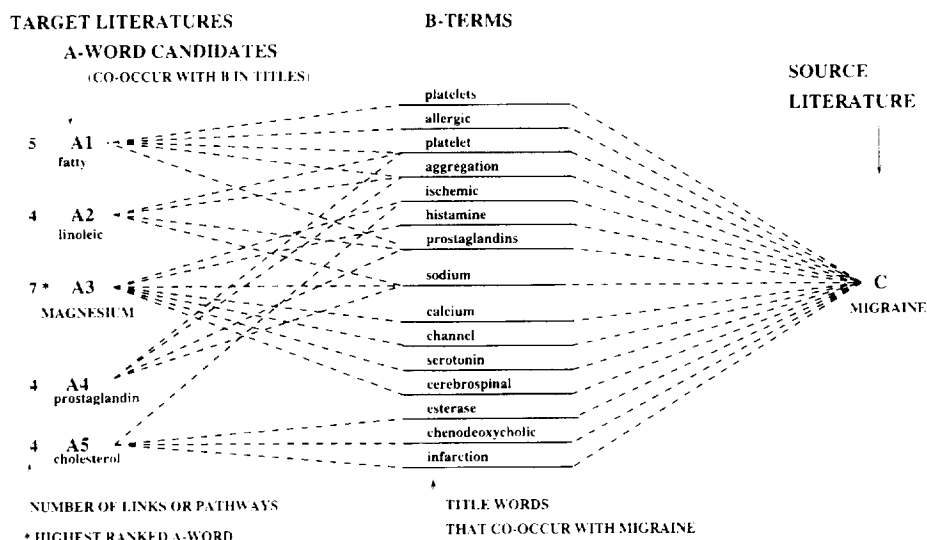 TARGET LITERATURES
A-WORD CANDIDATES
(CO-OCCUR WITH B IN TITLES)
B-TERMS
SOURCE
LITERATURE
5 A1
fatty
4 A2
linoleic
7 * A3
MAGNESIUM
4 A4
prostaglandin
4 A5
cholesterol
platelets
allergic
platelet
aggregation
ischemic
histamine
prostaglandins
sodium
calcium
channel
serotunin
cerebrospinal
esterase
chenodeoxycholic
infarction
C
MIGRAINE
NUMBER OF LINKS OR PATHWAYS
* HIGHEST RANKED A-WORD
TITLE WORDS
THAT CO-OCCUR WITH MIGRAINE